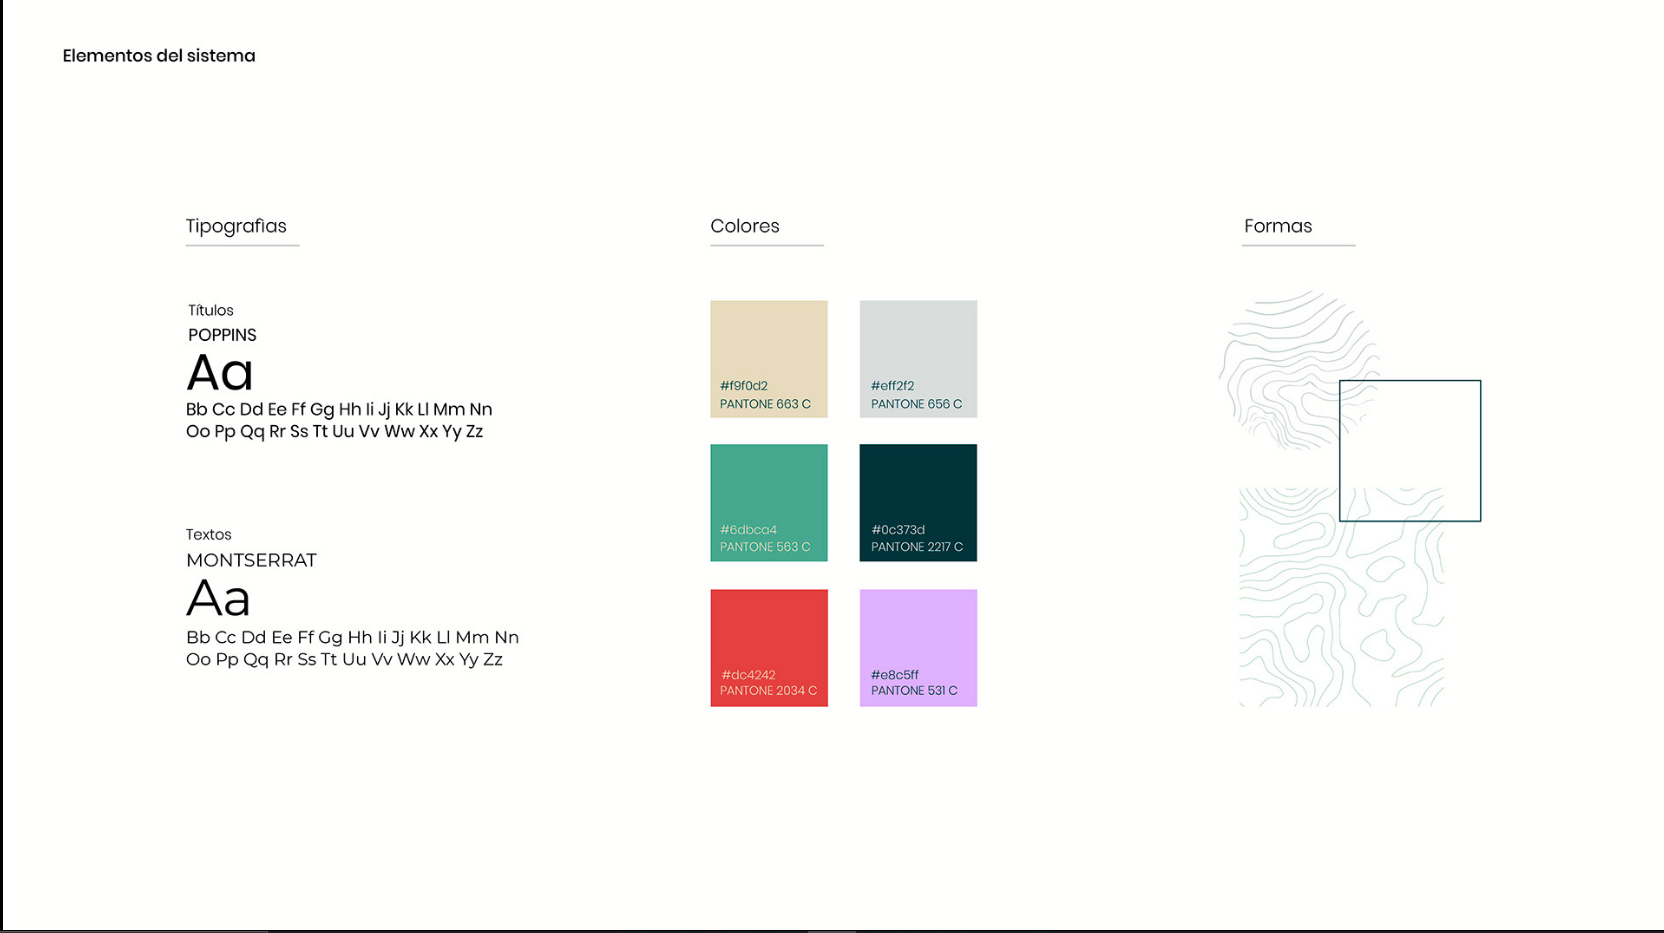 Elementos del sistema
Tipografías
Títulos
POPPINS
Aa
Bb Cc Dd Ee Ff Gg Hh Ii Jj Kk Ll Mm Nn
Oo Pp Qq Rr Ss Tt Uu Vv Ww Xx Yy Zz
Textos
MONTSERRAT
Aa
Bb Cc Dd Ee Ff Gg Hh Ii Jj Kk Ll Mm Nn
Oo Pp Qq Rr Ss Tt Uu Vv Ww Xx Yy Zz
Colores
#f9f0d2
PANTONE 663 C
#eff2f2
PANTONE 656 C
#6dbca4
PANTONE 563 C
#0c373d
PANTONE 2217 C
#dc4242
PANTONE 2034 C
#e8c5ff
PANTONE 531 C
Formas